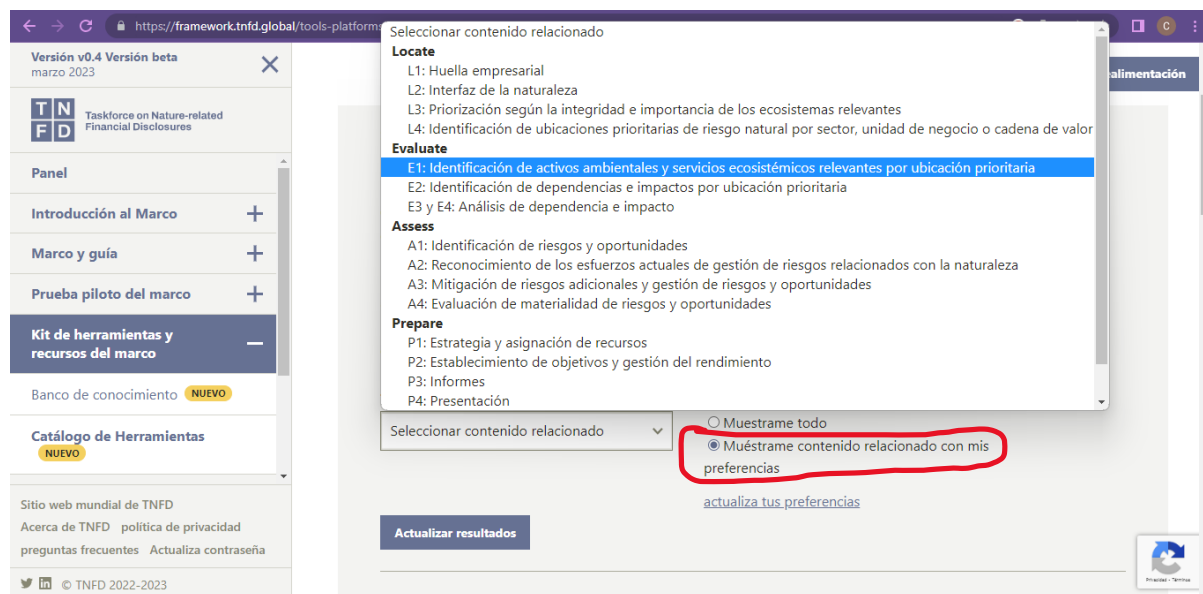 https://framework.tnfd.global/tools-platform
C
Versión v0.4 Versión beta
marzo 2023
T N
F D
Taskforce on Nature-related
Financial Disclosures
Panel
Introducción al Marco
Marco y guía
Prueba piloto del marco
Kit de herramientas y
recursos del marco
Banco de conocimiento NUEVO
Catálogo de Herramientas
NUEVO
Sitio web mundial de TNFD
Acerca de TNFD política de privacidad
preguntas frecuentes Actualiza contraseña
© TNFD 2022-2023
Seleccionar contenido relacionado
Locate
L1: Huella empresarial
L2: Interfaz de la naturaleza
L3: Priorización según la integridad e importancia de los ecosistemas relevantes
L4: Identificación de ubicaciones prioritarias de riesgo natural por sector, unidad de negocio o cadena de valor
Evaluate
E1: Identificación de activos ambientales y servicios ecosistémicos relevantes por ubicación prioritaria
E2: Identificación de dependencias e impactos por ubicación prioritaria
E3 y E4: Análisis de dependencia e impacto
Assess
A1: Identificación de riesgos y oportunidades
A2: Reconocimiento de los esfuerzos actuales de gestión de riesgos relacionados con la naturaleza
A3: Mitigación de riesgos adicionales y gestión de riesgos y oportunidades
A4: Evaluación de materialidad de riesgos y oportunidades
Prepare
P1: Estrategia y asignación de recursos
P2: Establecimiento de objetivos y gestión del rendimiento
P3: Informes
P4: Presentación
alimentación
Seleccionar contenido relacionado
Muestrame todo
Muéstrame contenido relacionado con mis
preferencias
actualiza tus preferencias
Actualizar resultados
Privacidad - Términos